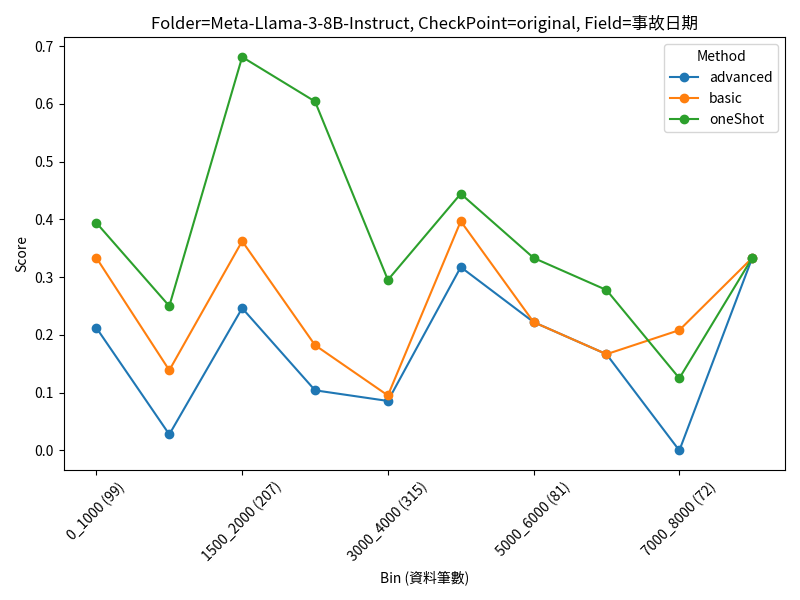 Folder=Meta-Llama-3-8B-Instruct, CheckPoint=original, Field=事故日期
Method
advanced
basic
oneShot
0.7
0.6
0.5
0.4
0.3
0.2
0.1
0.0
Score
0_1000 (99)
1500_2000 (207)
3000_4000 (315)
5000_6000 (81)
7000_8000 (72)
Bin (資料筆數)